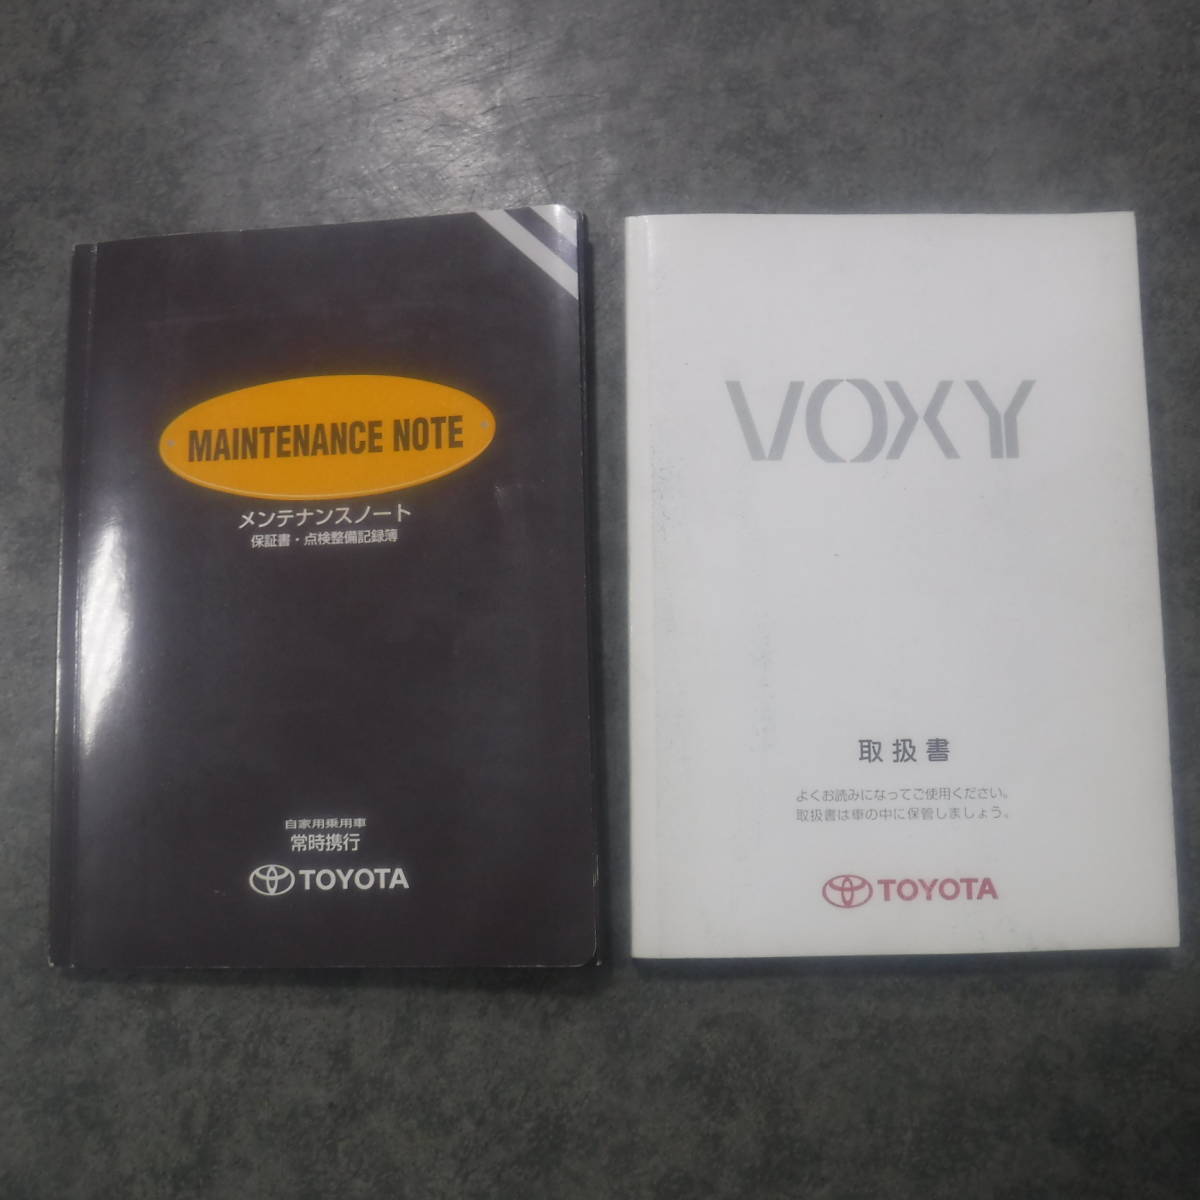 MAINTENANCE NOTE
メンテナンスノート
保証書・点検整備記録簿
自家用乗用車
常時携行
TOYOTA
VOXY
取扱書
よくお読みになってご使用ください。
取扱書は車の中に保管しましょう。
TOYOTA